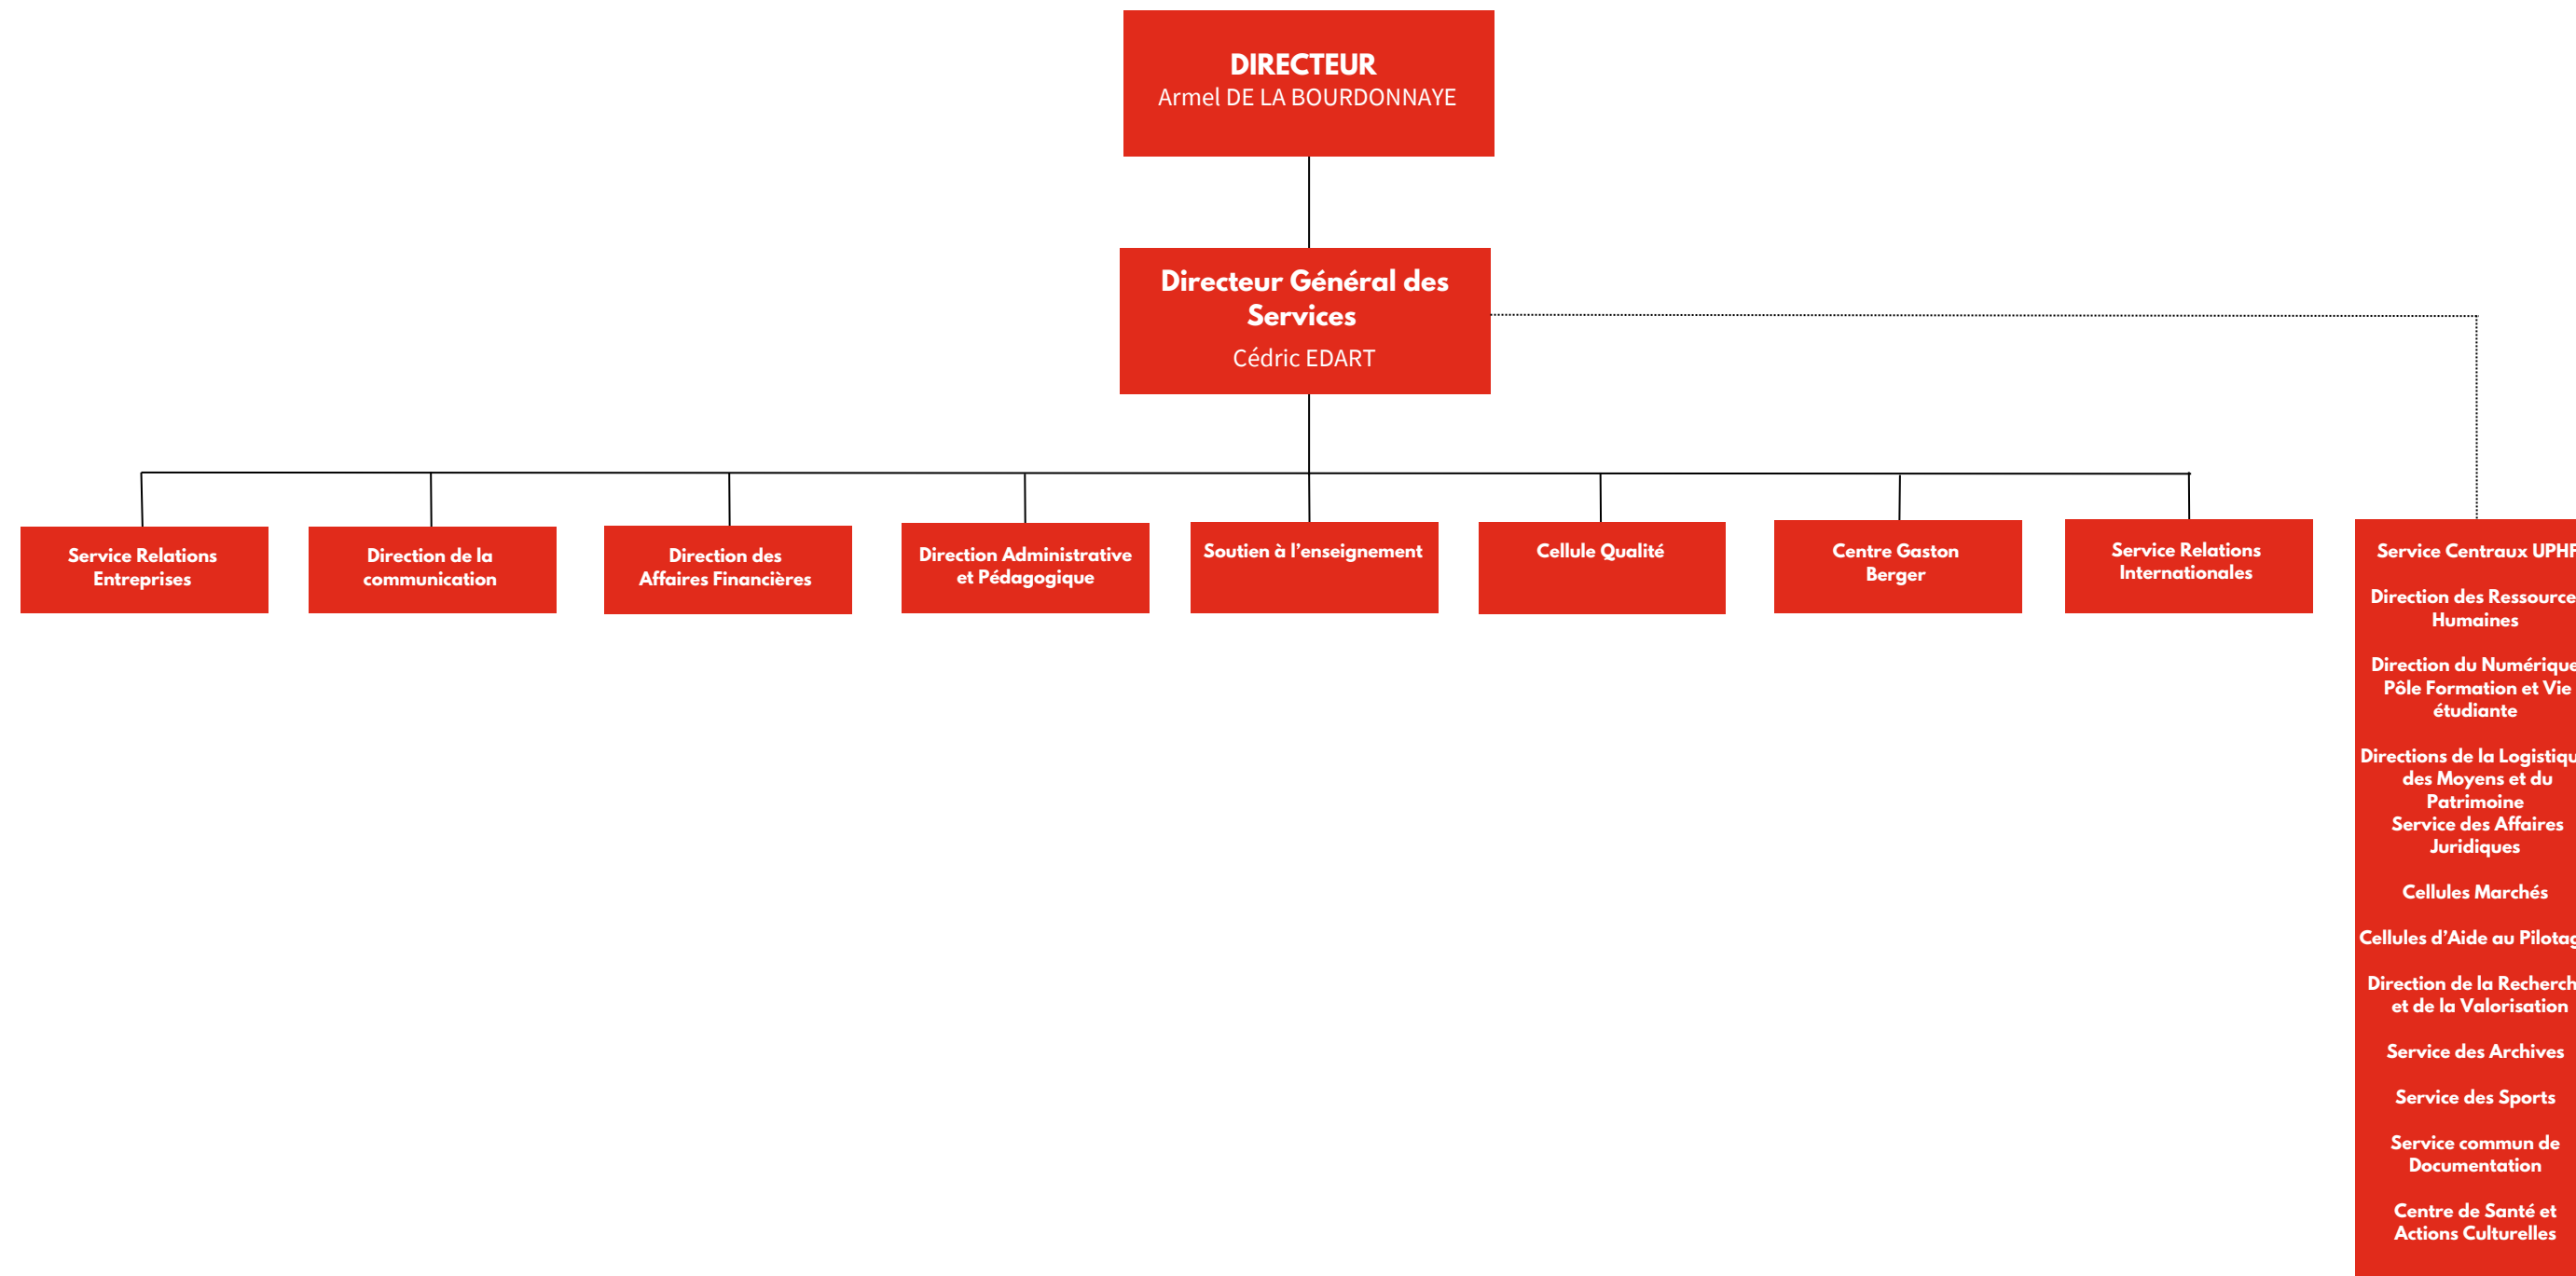 DIRECTEUR
Armel DE LA BOURDONNAYE
Directeur Général des
Services
Cédric EDART
Service Relations
Entreprises
Direction de la
communication
Direction des
Affaires Financières
Direction Administrative
et Pédagogique
Soutien à l'enseignement
Cellule Qualité
Centre Gaston
Berger
Service Relations
Internationales
Service Centraux UPHF
Direction des Ressource
Humaines
Direction du Numérique
Pôle Formation et Vie
étudiante
Directions de la Logistiqu
des Moyens et du
Patrimoine
Service des Affaires
Juridiques
Cellules Marchés
Cellules d'Aide au Pilotag
Direction de la Recherch
et de la Valorisation
Service des Archives
Service des Sports
Service commun de
Documentation
Centre de Santé et
Actions Culturelles